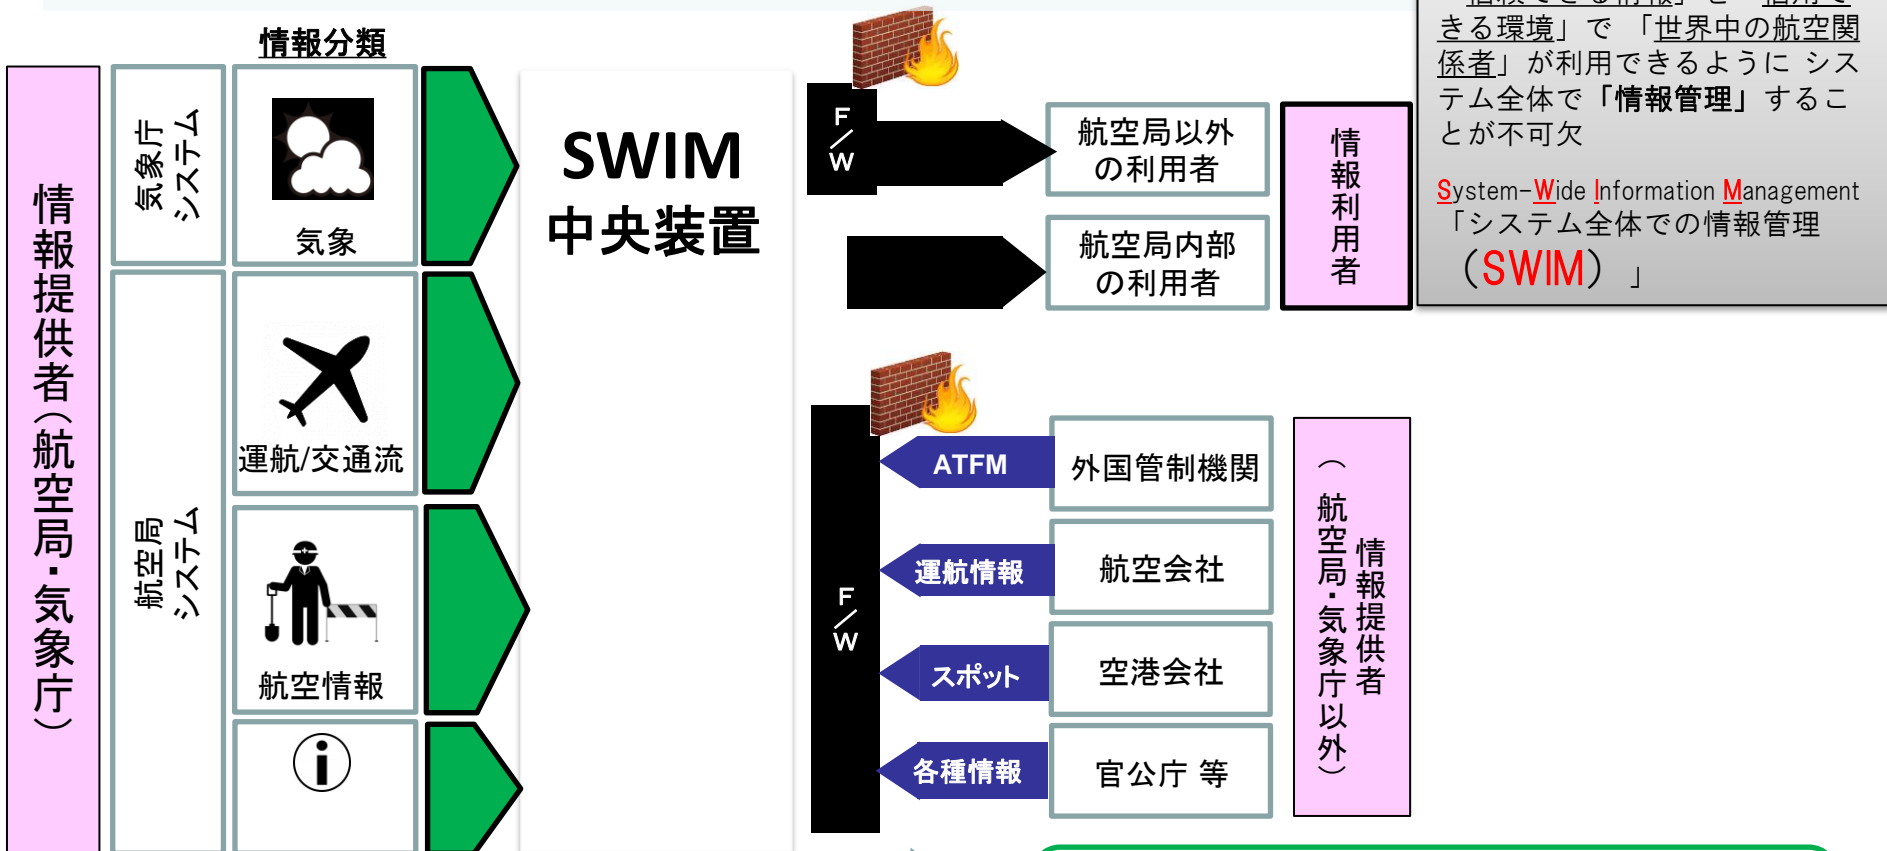 情報分類
情報提供者(航空局・気象庁)
気象庁
システム
航空局
システム
気象
運航/交通流
航空情報
SWIM
中央装置
F/W
航空局以外
の利用者
航空局内部
の利用者
情報利用者
きる環境」で 「世界中の航空関
係者」が利用できるように シス
テム全体で「情報管理」するこ
とが不可欠
System-Wide Information Management
「システム全体での情報管理
(SWIM)」
F/W
ATFM
外国管制機関
運航情報
航空会社
スポット
空港会社
各種情報
官公庁 等
情報提供者
(航空局・気象庁以外)